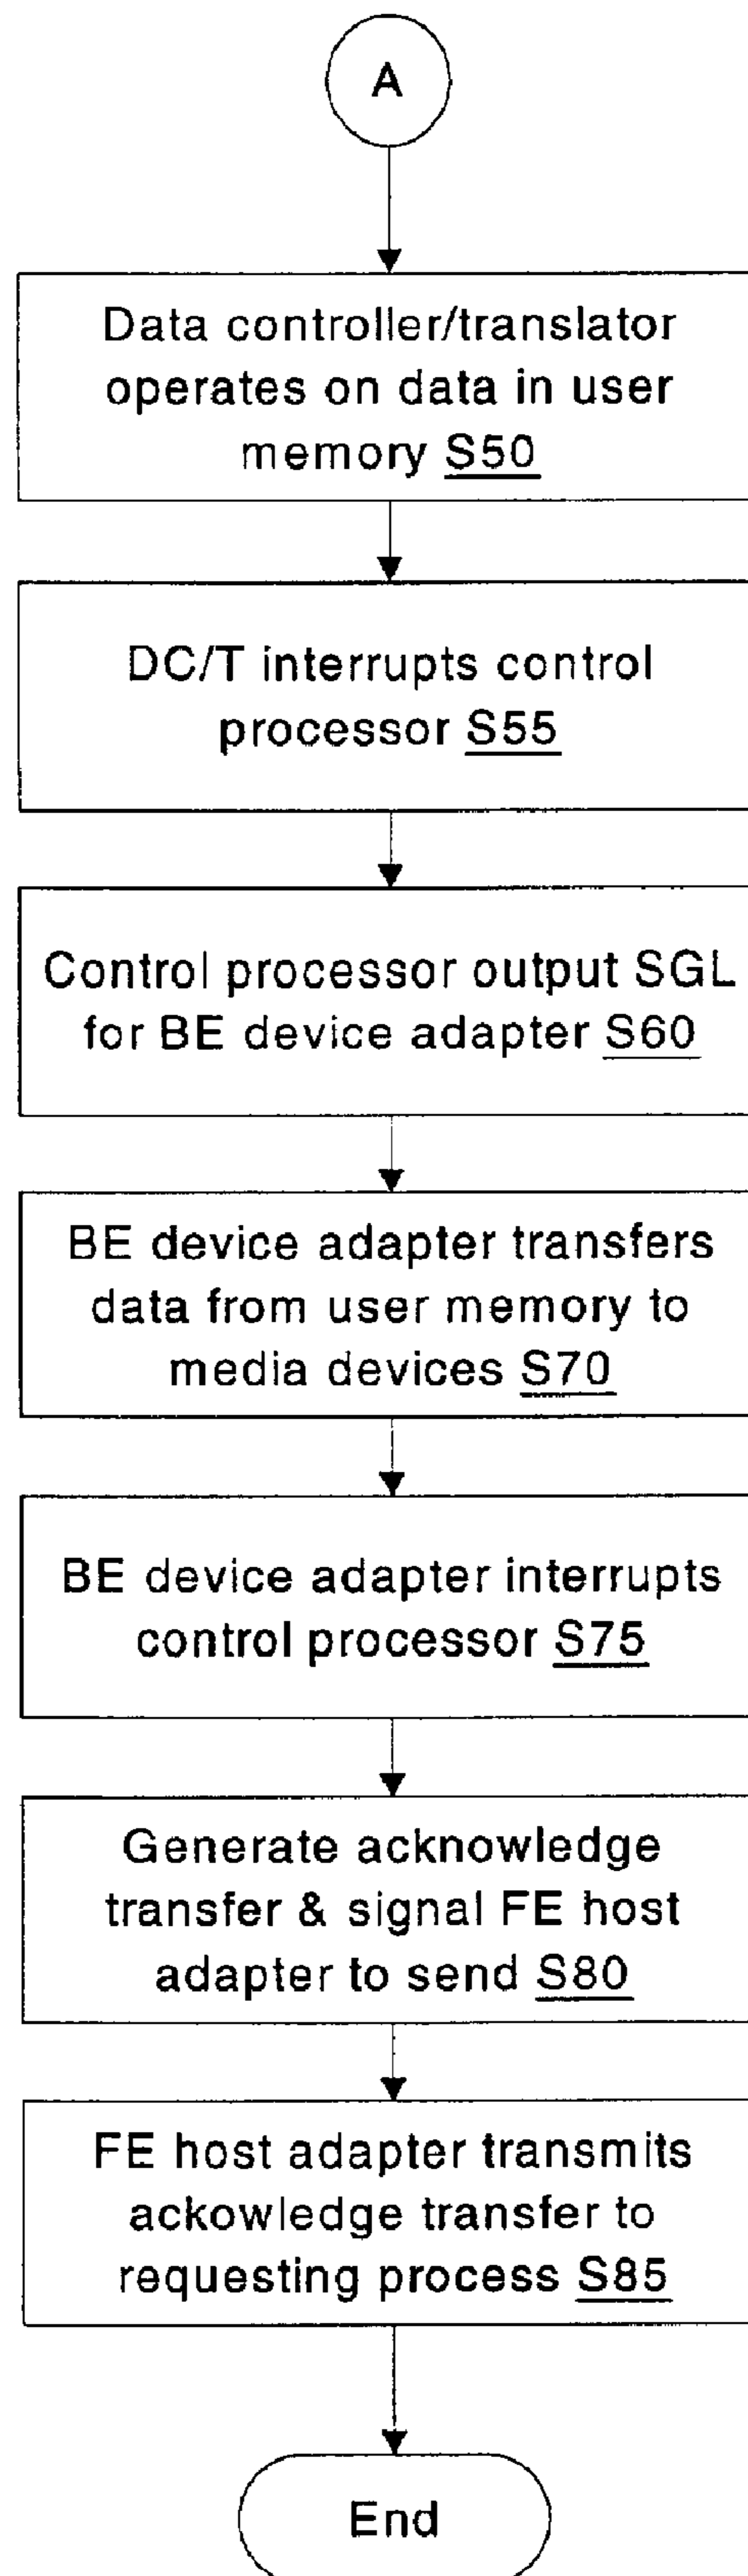 A
Data controller/translator
operates on data in user
memory S50
DC/T interrupts control
processor S55
Control processor output SGL
for BE device adapter S60
BE device adapter transfers
data from user memory to
media devices S70
BE device adapter interrupts
control processor S75
Generate acknowledge
transfer & signal FE host
adapter to send S80
FE host adapter transmits
ackowledge transfer to
requesting process S85
End